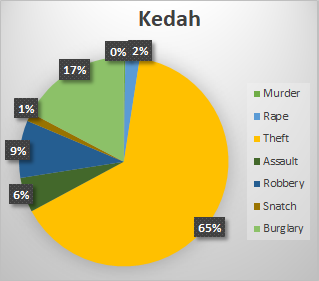 Kedah
0%
2%
17%
1%
9%
6%
65%
Murder
Rape
Theft
Assault
Robbery
Snatch
Burglary